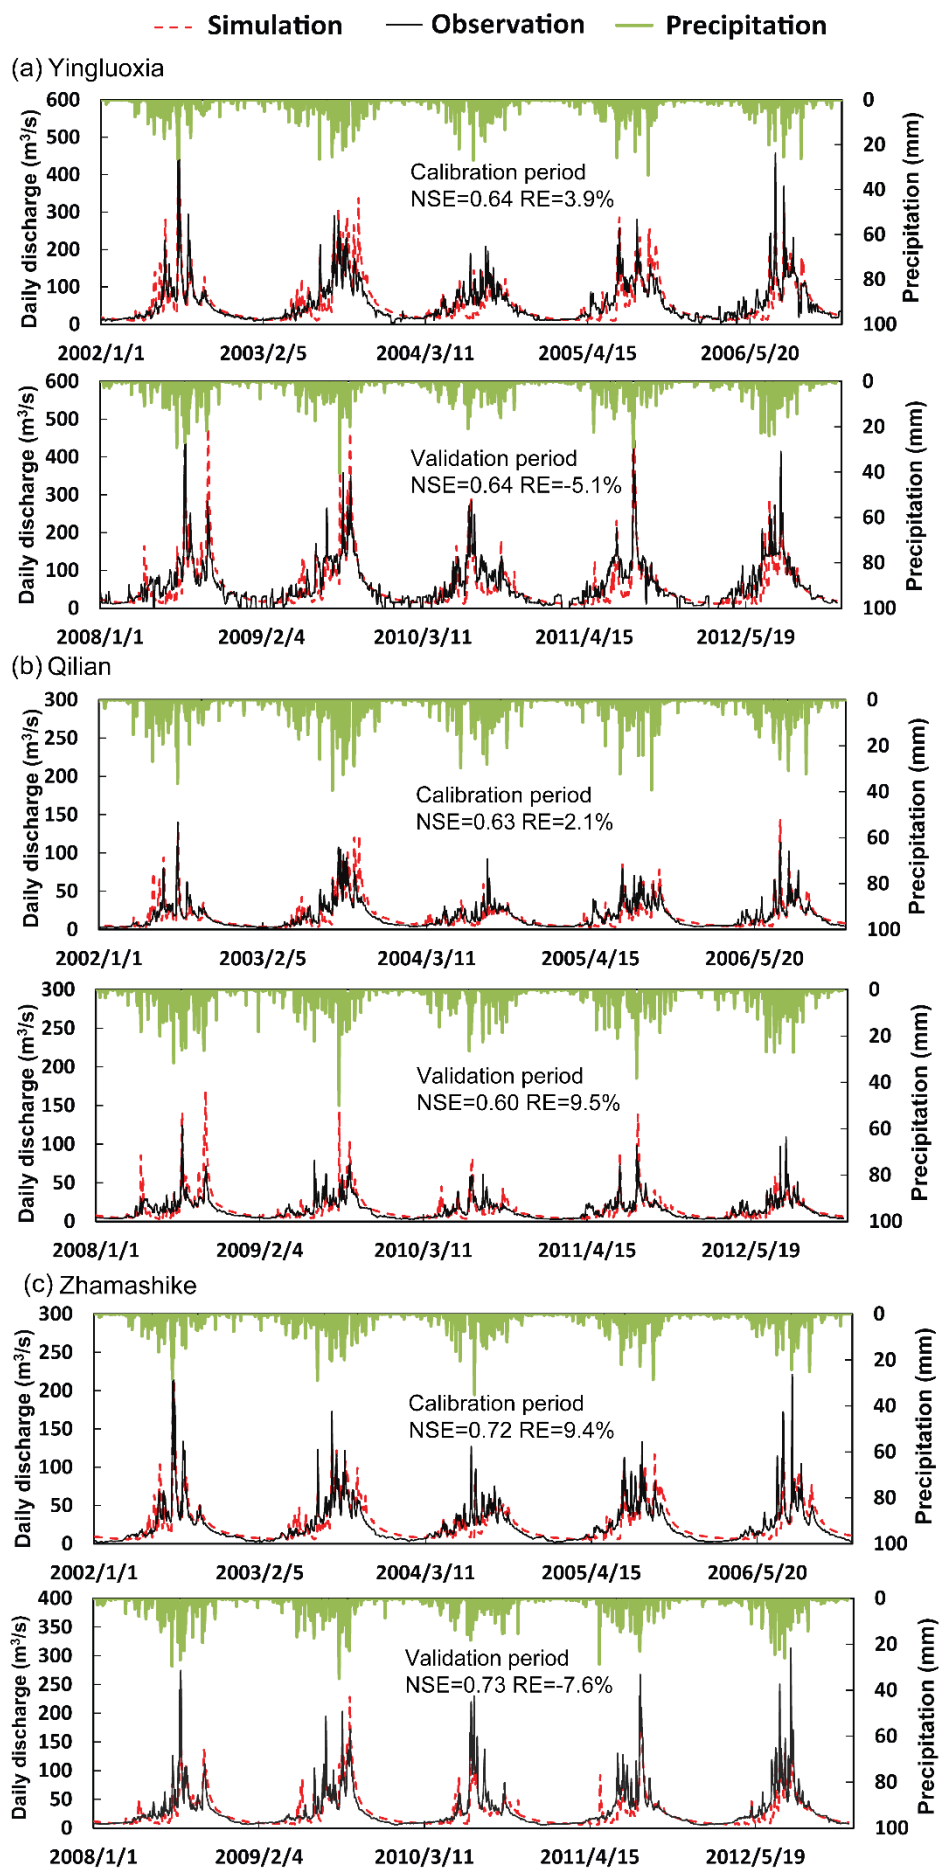 Simulation Observation Precipitation
(a) Yingluoxia
Daily discharge (m³/s)
600
500
400
300
200
100
0
Calibration period
NSE=0.64 RE=3.9%
0
20
40
60
80
100
Precipitation (mm)
2002/1/1 2003/2/5 2004/3/11 2005/4/15 2006/5/20
Daily discharge (m³/s)
600
500
400
300
200
100
0
Validation period
NSE=0.64 RE=-5.1%
0
20
40
60
80
100
Precipitation (mm)
2008/1/1 2009/2/4 2010/3/11 2011/4/15 2012/5/19
(b) Qilian
Daily discharge (m³/s)
300
250
200
150
100
50
0
Calibration period
NSE=0.63 RE=2.1%
0
20
40
60
80
100
Precipitation (mm)
2002/1/1 2003/2/5 2004/3/11 2005/4/15 2006/5/20
Daily discharge (m³/s)
300
250
200
150
100
50
0
Validation period
NSE=0.60 RE=9.5%
0
20
40
60
80
100
Precipitation (mm)
2008/1/1 2009/2/4 2010/3/11 2011/4/15 2012/5/19
(c) Zhamashike
Daily discharge (m³/s)
300
250
200
150
100
50
0
Calibration period
NSE=0.72 RE=9.4%
0
20
40
60
80
100
Precipitation (mm)
2002/1/1 2003/2/5 2004/3/11 2005/4/15 2006/5/20
Daily discharge (m³/s)
400
350
300
250
200
150
100
50
0
Validation period
NSE=0.73 RE=-7.6%
0
20
40
60
80
100
Precipitation (mm)
2008/1/1 2009/2/4 2010/3/11 2011/4/15 2012/5/19